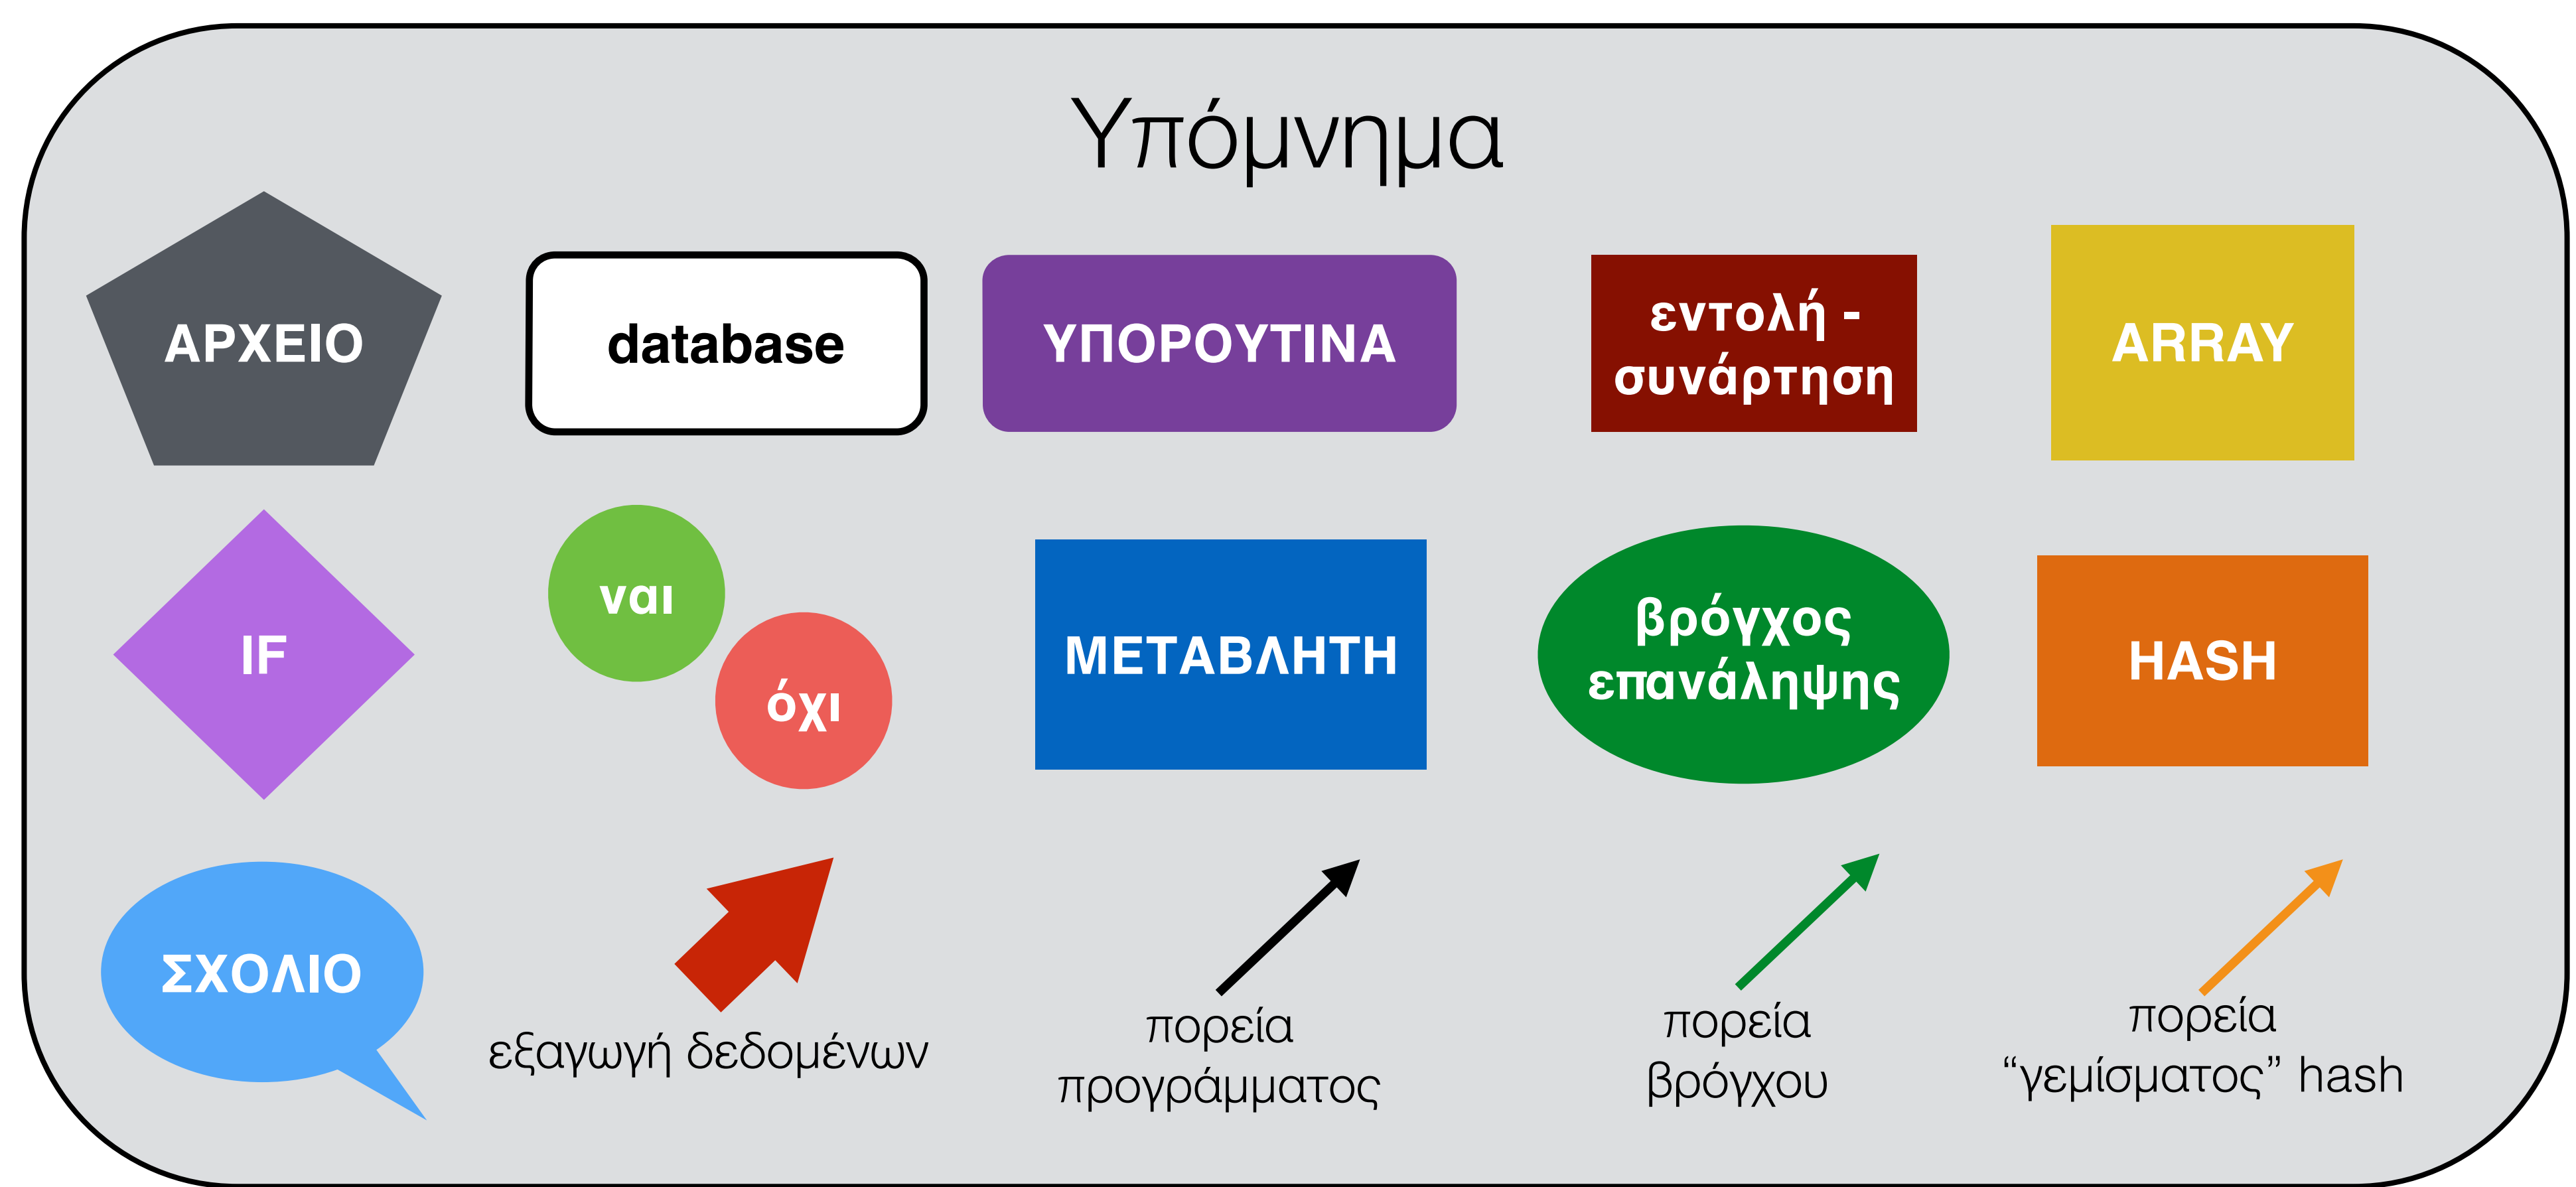 Υπόμνημα
ΑΡΧΕΙΟ
database
ΥΠΟΡΟΥΤΙΝΑ
εντολή -
συνάρτηση
ARRAY
IF
ναι
όχι
ΜΕΤΑΒΛΗΤΗ
βρόγχος
επανάληψης
HASH
ΣΧΟΛΙΟ
εξαγωγή δεδομένων
πορεία
προγράμματος
πορεία
βρόγχου
πορεία
“γεμίσματος” hash